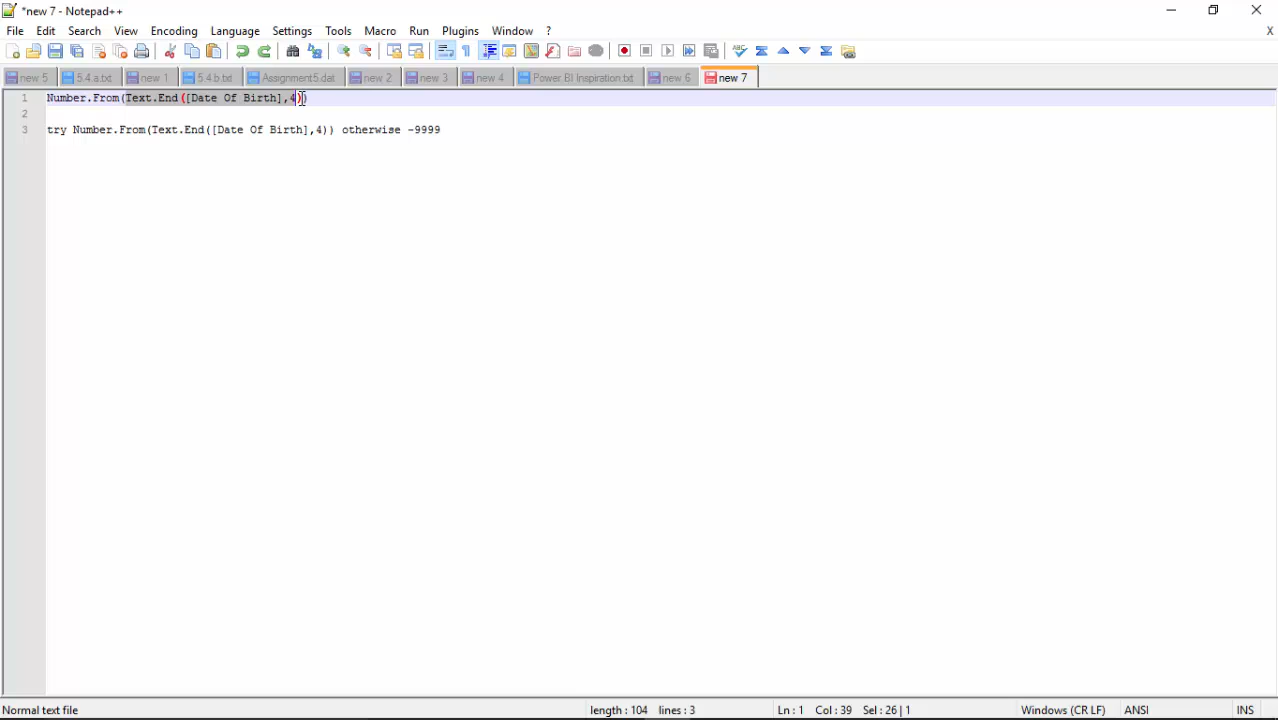 *new 7 - Notepad++
File Edit Search View Encoding Language Settings Tools Macro Run Plugins Window ? X
new 5 5.4.a.txt new 1 5.4.b.txt Assignment5.dat new 2 new 3 new 4 Power BI Inspiration.txt new 6 new 7
1 Number.From(Text.End([Date Of Birth],4))
2
3 try Number.From(Text.End([Date Of Birth],4)) otherwise -9999
Normal text file length : 104 lines : 3 Ln : 1 Col : 39 Sel : 26 | 1 Windows (CR LF) ANSI INS